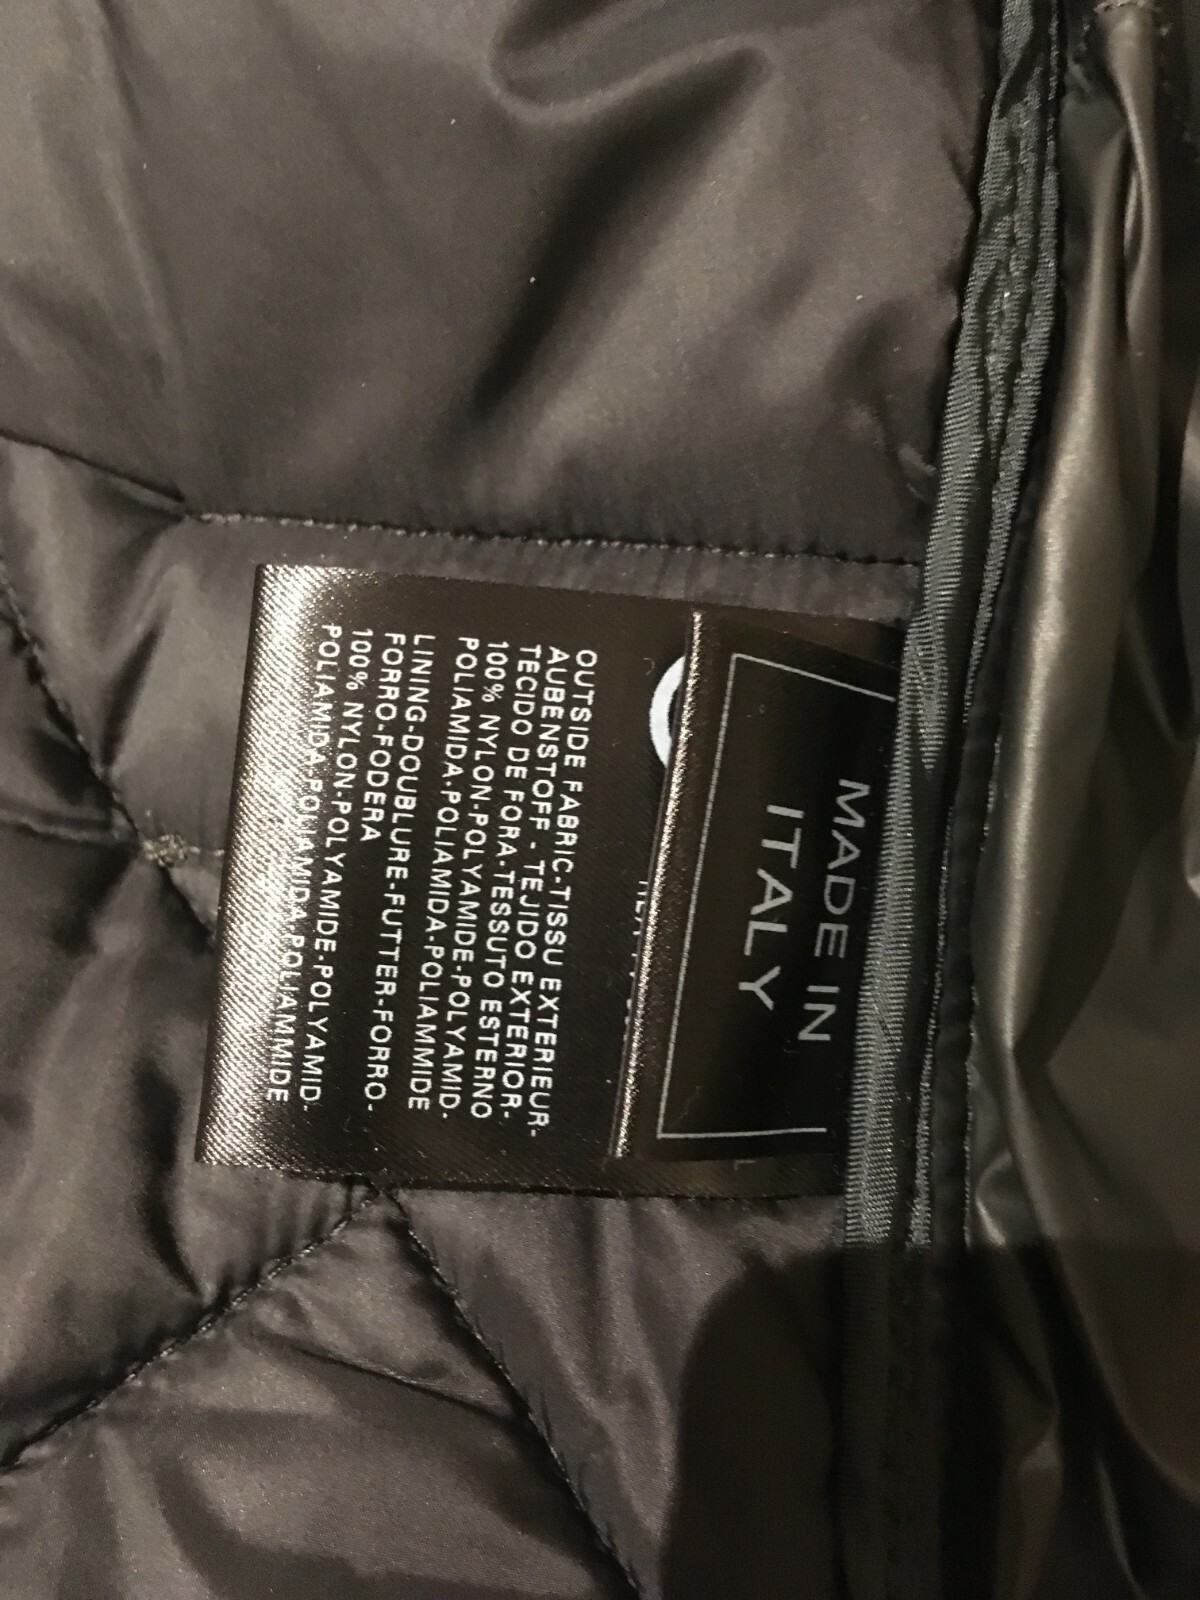 MADE IN
ITALY
OUTSIDE FABRIC-TISSU EXTERIEUR-
AUBENSTOFF - TEJIDO EXTERIOR-
TECIDO DE FORA-TESSUTO ESTERNO
100% NYLON-POLYAMIDE-POLYAMID-
POLIAMIDA-POLIAMIDA-POLIAMMIDE
LINING-DOUBLURE-FUTTER-FORRO-
FORRO-FODERA
100% NYLON-POLYAMIDE-POLYAMID-
POLIAMIDA-POLIAMIDA-POLIAMMIDE